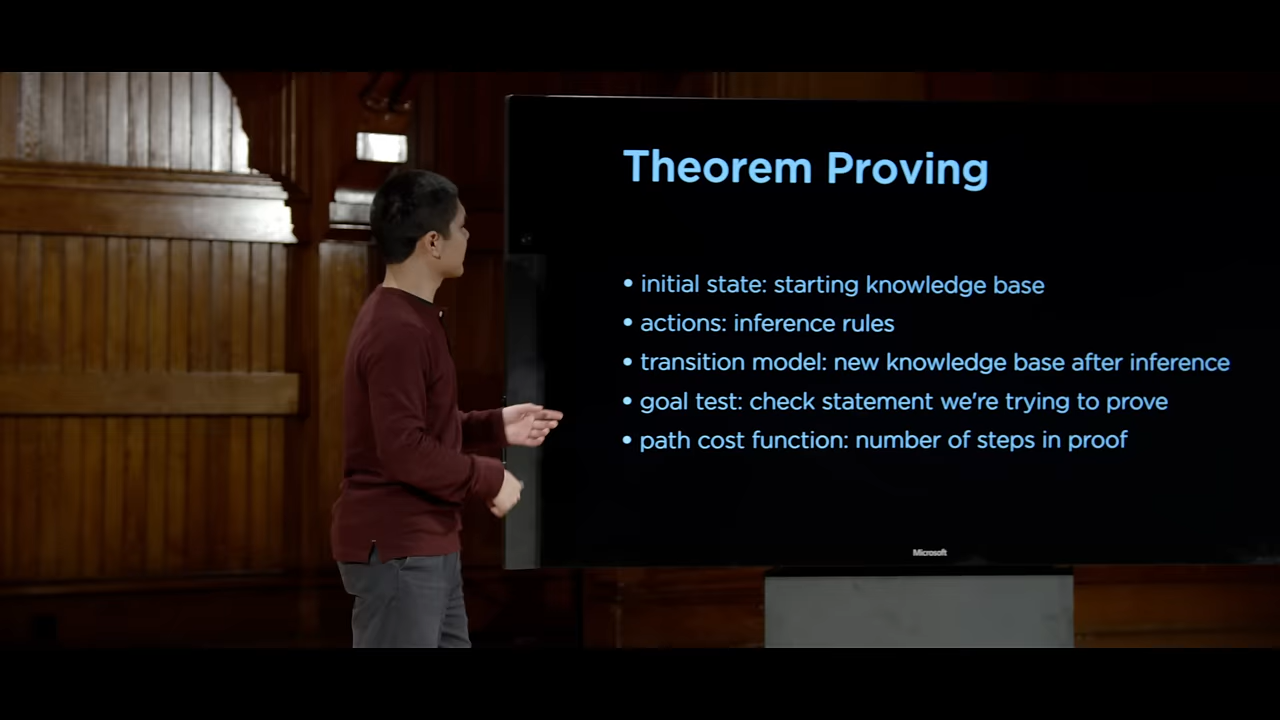 Theorem Proving
• initial state: starting knowledge base
• actions: inference rules
• transition model: new knowledge base after inference
• goal test: check statement we're trying to prove
• path cost function: number of steps in proof
Microsoft